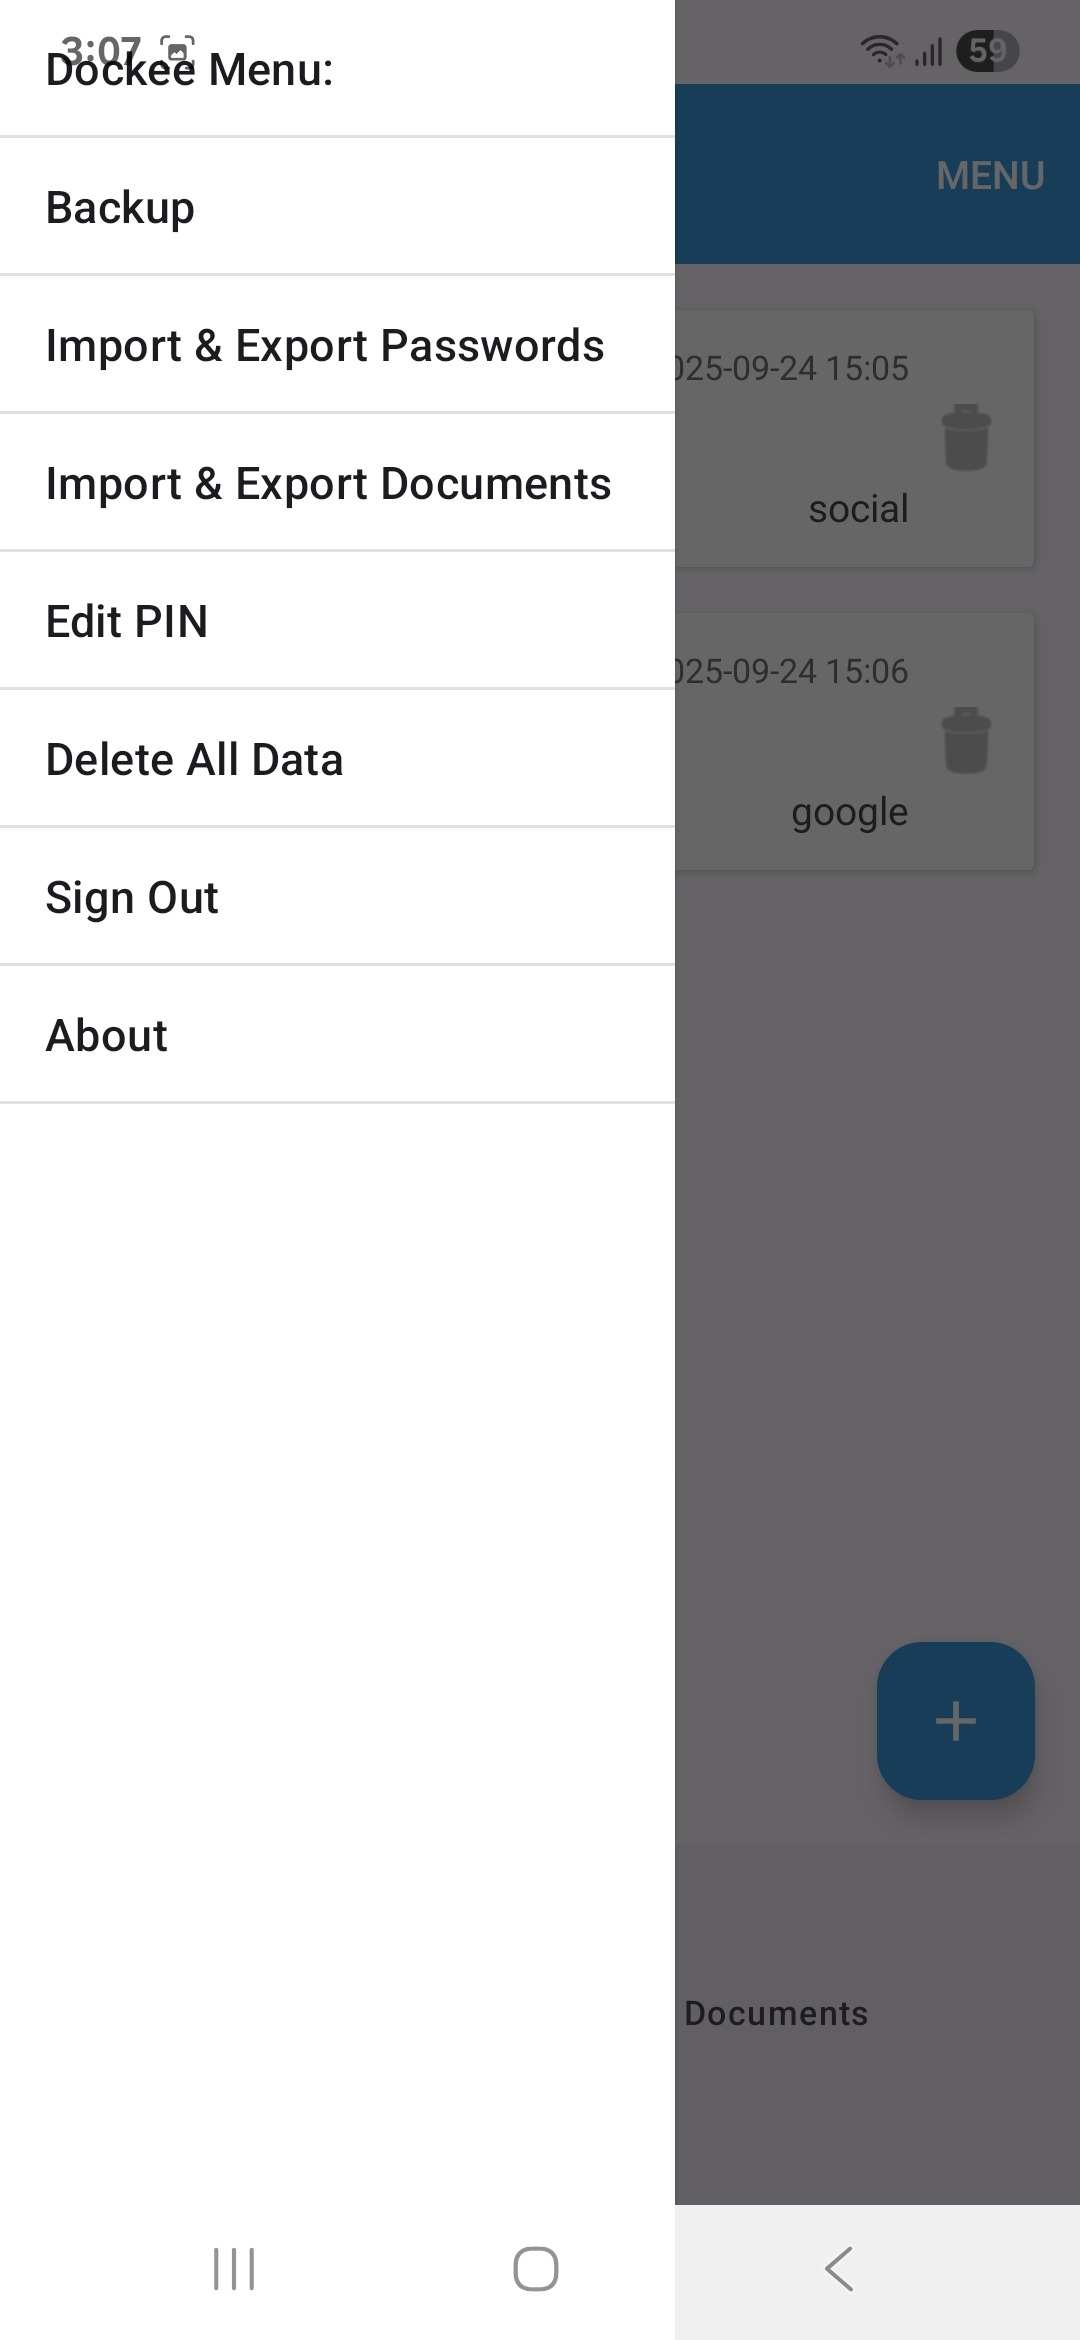 3:07
59
Dockee Menu:
MENU
Backup
Import & Export Passwords
025-09-24 15:05
Import & Export Documents
social
Edit PIN
025-09-24 15:06
Delete All Data
google
Sign Out
About
Documents